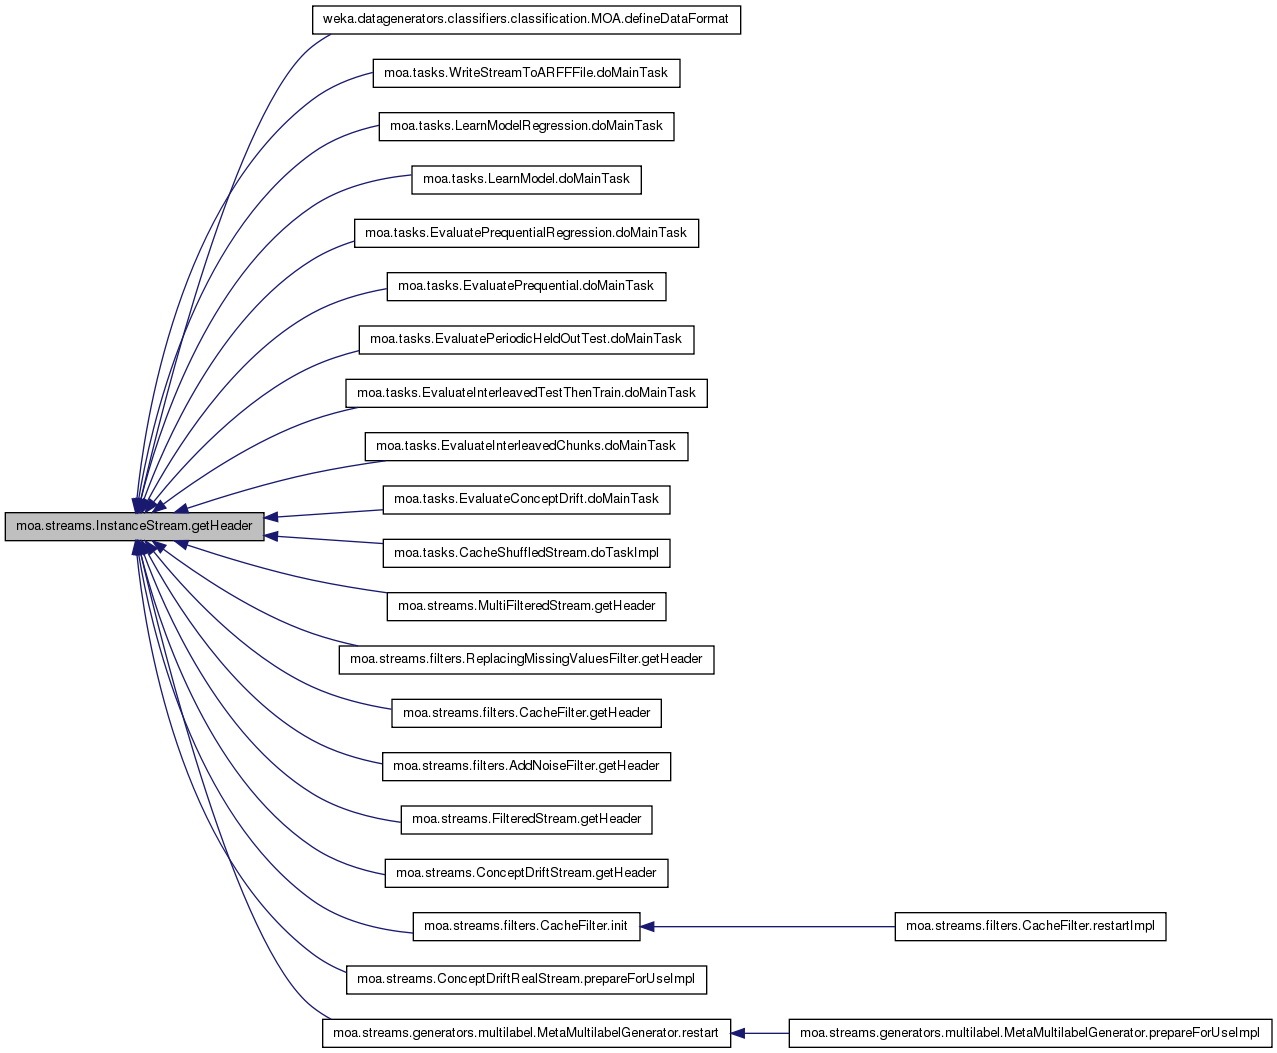 weka.datagenerators.classifiers.classification.MOA.defineDataFormat
moa.tasks.WriteStreamToARFFFile.doMainTask
moa.tasks.LearnModelRegression.doMainTask
moa.tasks.LearnModel.doMainTask
moa.tasks.EvaluatePrequentialRegression.doMainTask
moa.tasks.EvaluatePrequential.doMainTask
moa.tasks.EvaluatePeriodicHeldOutTest.doMainTask
moa.tasks.EvaluateInterleavedTestThenTrain.doMainTask
moa.tasks.EvaluateInterleavedChunks.doMainTask
moa.tasks.EvaluateConceptDrift.doMainTask
moa.streams.InstanceStream.getHeader
moa.tasks.CacheShuffledStream.doTaskImpl
moa.streams.MultiFilteredStream.getHeader
moa.streams.filters.ReplacingMissingValuesFilter.getHeader
moa.streams.filters.CacheFilter.getHeader
moa.streams.filters.AddNoiseFilter.getHeader
moa.streams.FilteredStream.getHeader
moa.streams.ConceptDriftStream.getHeader
moa.streams.filters.CacheFilter.init
moa.streams.filters.CacheFilter.restartImpl
moa.streams.ConceptDriftRealStream.prepareForUseImpl
moa.streams.generators.multilabel.MetaMultilabelGenerator.restart
moa.streams.generators.multilabel.MetaMultilabelGenerator.prepareForUseImpl